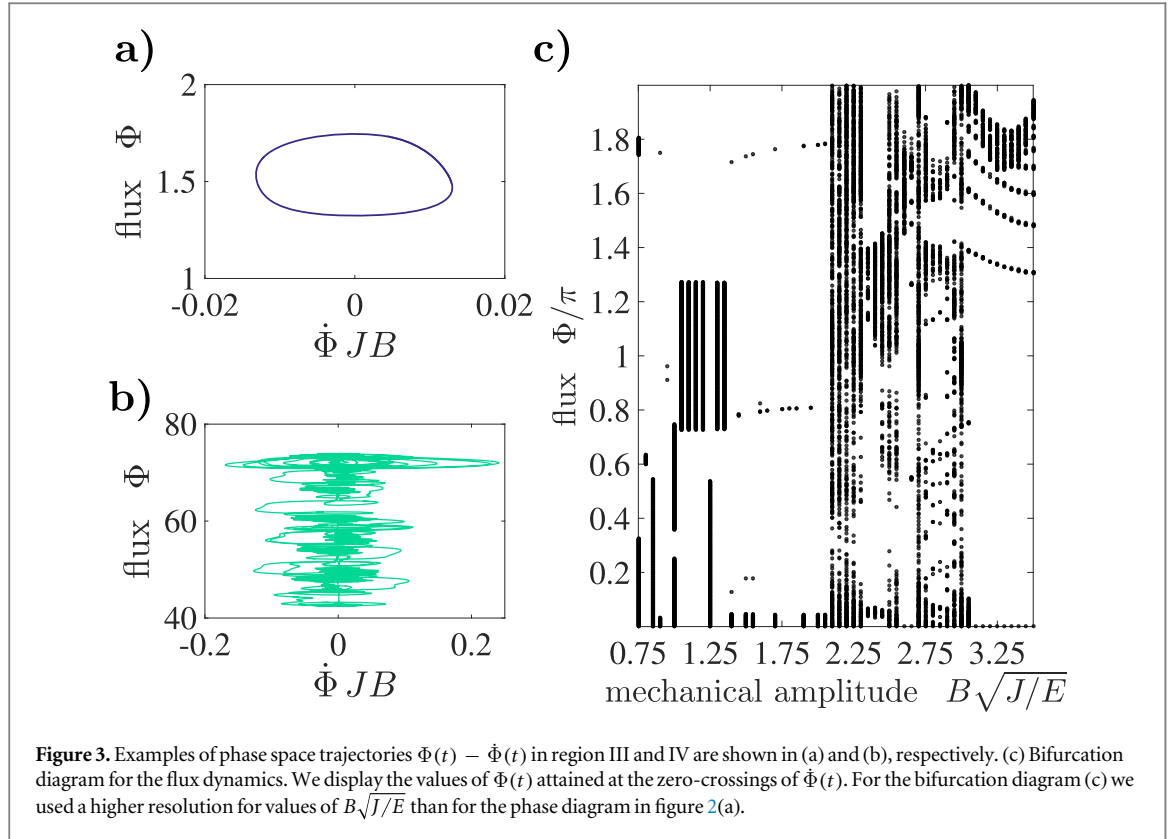 a)
2
1.5
1
flux Φ
-0.02
0
0.02
Φ̇ JB
b)
80
60
40
flux Φ
-0.2
0
0.2
Φ̇ JB
c)
1.8
1.6
1.4
1.2
1
0.8
0.6
0.4
0.2
flux Φ/π
0.75 1.25 1.75 2.25 2.75 3.25
mechanical amplitude B√J/E
Figure 3. Examples of phase space trajectories Φ(t) − Φ̇(t) in region III and IV are shown in (a) and (b), respectively. (c) Bifurcation
diagram for the flux dynamics. We display the values of Φ(t) attained at the zero-crossings of Φ̇(t). For the bifurcation diagram (c) we
used a higher resolution for values of B√J/E than for the phase diagram in figure 2(a).